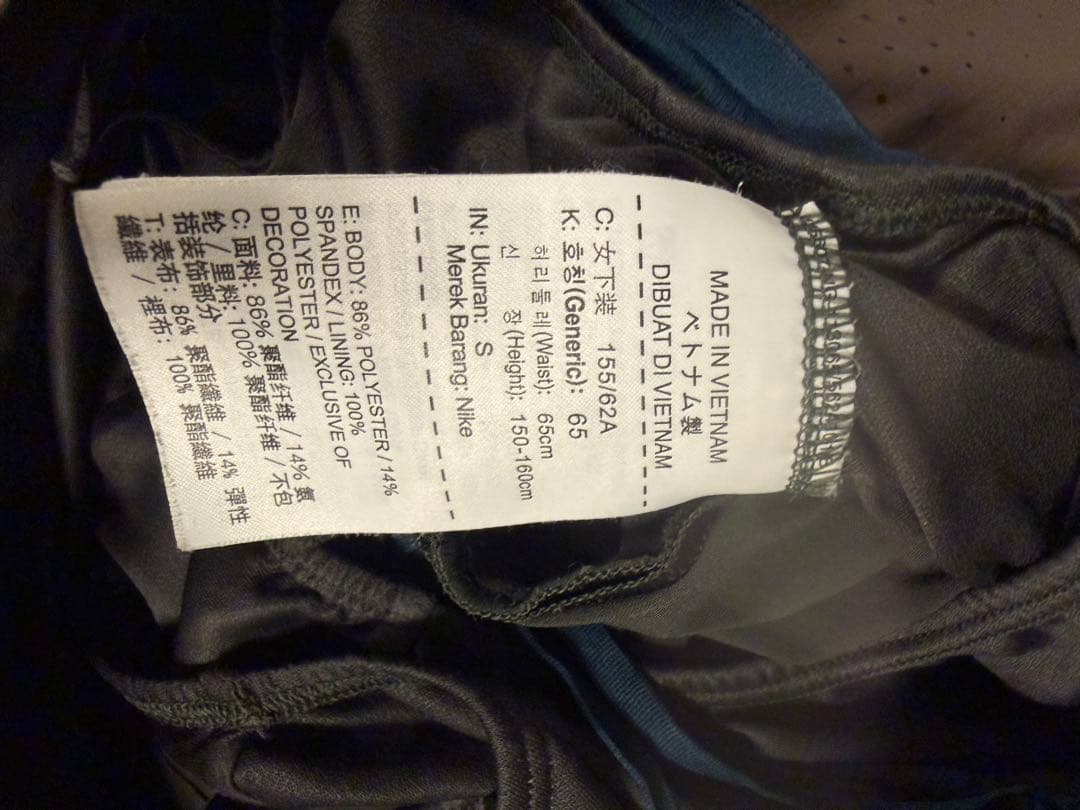 MADE IN VIETNAM
ベトナム製
DIBUAT DI VIETNAM
C: 女下装 155/62A
K: 호칭(Generic): 65
허리둘레(Waist): 65cm
신 장(Height): 150-160cm
IN: Ukuran: S
Merek Barang: Nike
E: BODY: 86% POLYESTER / 14%
SPANDEX / LINING: 100%
POLYESTER / EXCLUSIVE OF
DECORATION
C: 面料: 86% 聚酯纤维 / 14% 氨
纶 / 里料: 100% 聚酯纤维 / 不包
括装饰部分
T: 表布: 86% 聚酯纖維 / 14% 彈性
纖維 / 裡布: 100% 聚酯纖維